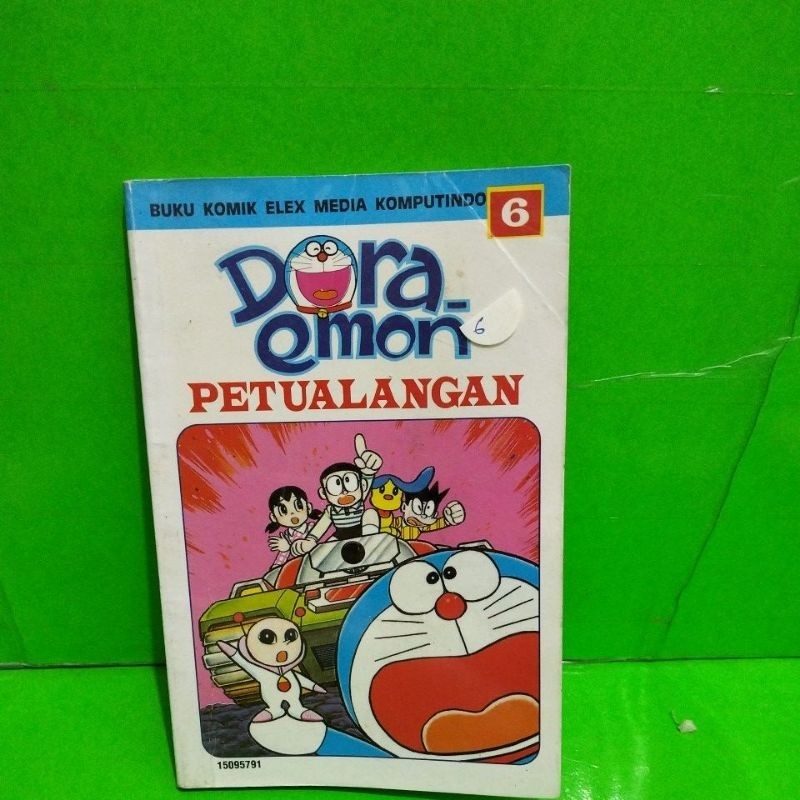 BUKU KOMIK ELEX MEDIA KOMPUTINDO 6
Dora-
emon
6
PETUALANGAN
15095791